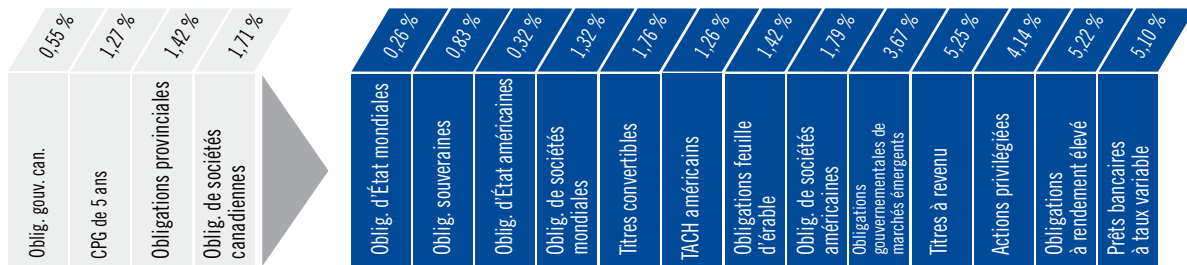 0,55 %
1,27 %
1,42 %
1,71 %
Oblig. gouv. can.
CPG de 5 ans
Obligations provinciales
Oblig. de sociétés
canadiennes
0,26 %
0,83 %
0,32 %
1,32 %
1,76 %
1,26 %
1,42 %
1,79 %
3,67 %
5,25 %
4,14 %
5,22 %
5,10 %
Oblig. d'État mondiales
Oblig. souveraines
Oblig. d'État américaines
Oblig. de sociétés
mondiales
Titres convertibles
TACH américains
Obligations feuille
d'érable
Oblig. de sociétés
américaines
Obligations
gouvernementales de
marchés émergents
Titres à revenu
Actions privilégiées
Obligations
à rendement élevé
Prêts bancaires
à taux variable